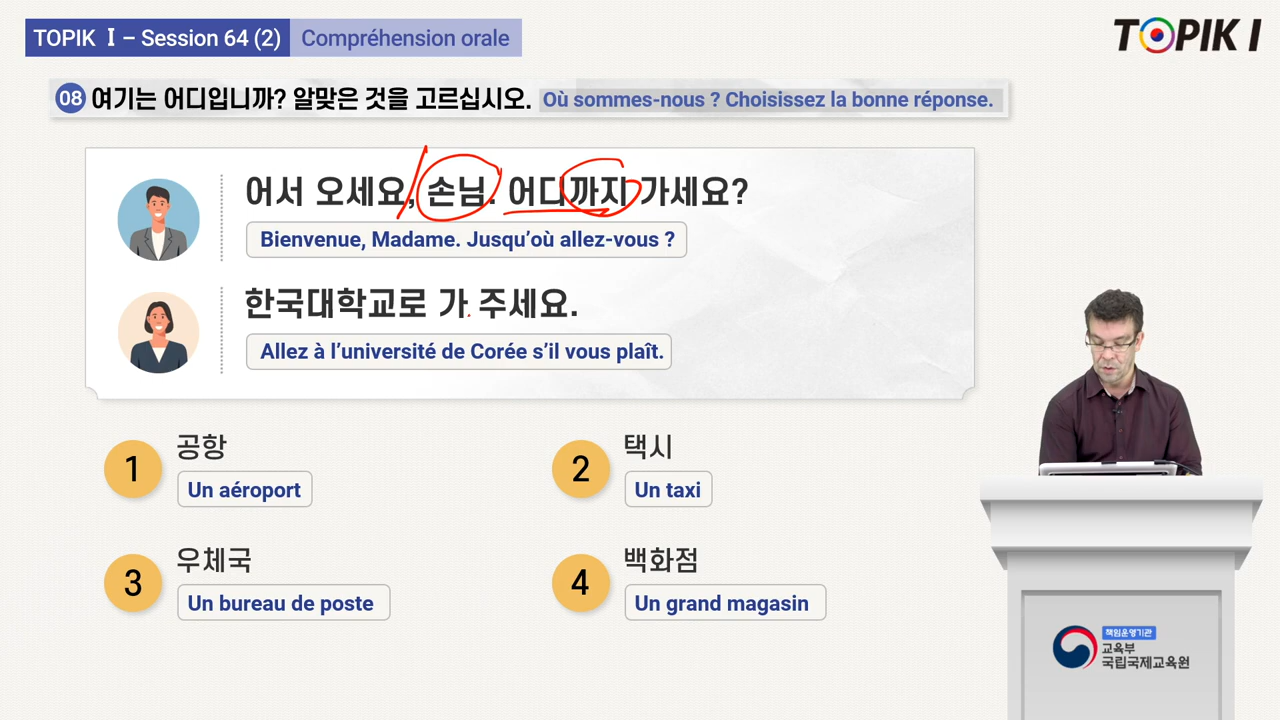 TOPIK Ⅰ – Session 64 (2) Compréhension orale
TOPIK I
08 여기는 어디입니까? 알맞은 것을 고르십시오. Où sommes-nous ? Choisissez la bonne réponse.
어서 오세요, 손님. 어디까지 가세요?
Bienvenue, Madame. Jusqu’où allez-vous ?
한국대학교로 가 주세요.
Allez à l’université de Corée s’il vous plaît.
1 공항
Un aéroport
2 택시
Un taxi
3 우체국
Un bureau de poste
4 백화점
Un grand magasin
책임운영기관
교육부
국립국제교육원